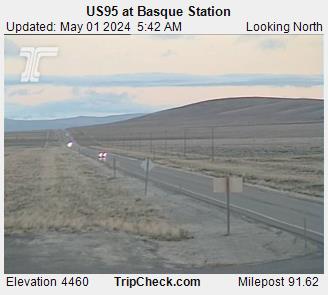 US95 at Basque Station
Updated: May 01 2024 5:42 AM Looking North
Elevation 4460 TripCheck.com Milepost 91.62